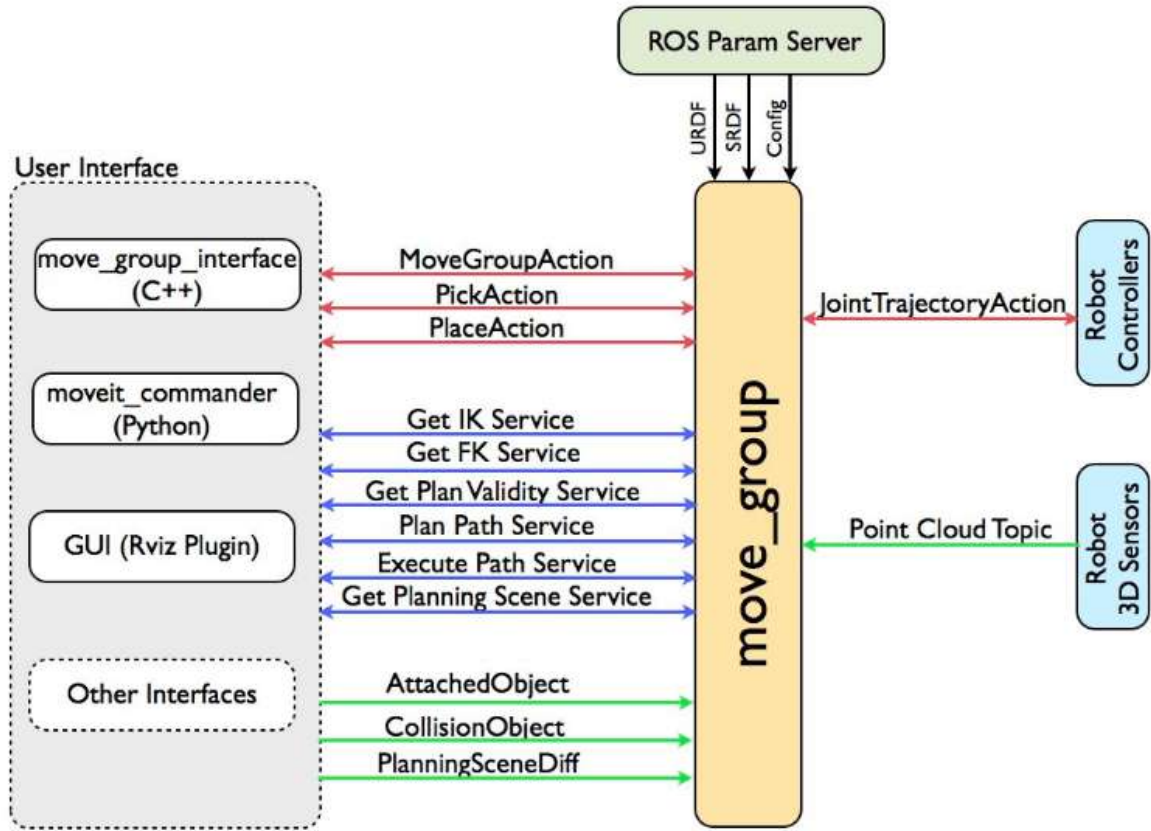 ROS Param Server
URDF
SRDF
Config
User Interface
move_group_interface
(C++)
moveit_commander
(Python)
GUI (Rviz Plugin)
Other Interfaces
MoveGroupAction
PickAction
PlaceAction
Get IK Service
Get FK Service
Get Plan Validity Service
Plan Path Service
Execute Path Service
Get Planning Scene Service
AttachedObject
CollisionObject
PlanningSceneDiff
move_group
JointTrajectoryAction
Robot
Controllers
Point Cloud Topic
Robot
3D Sensors